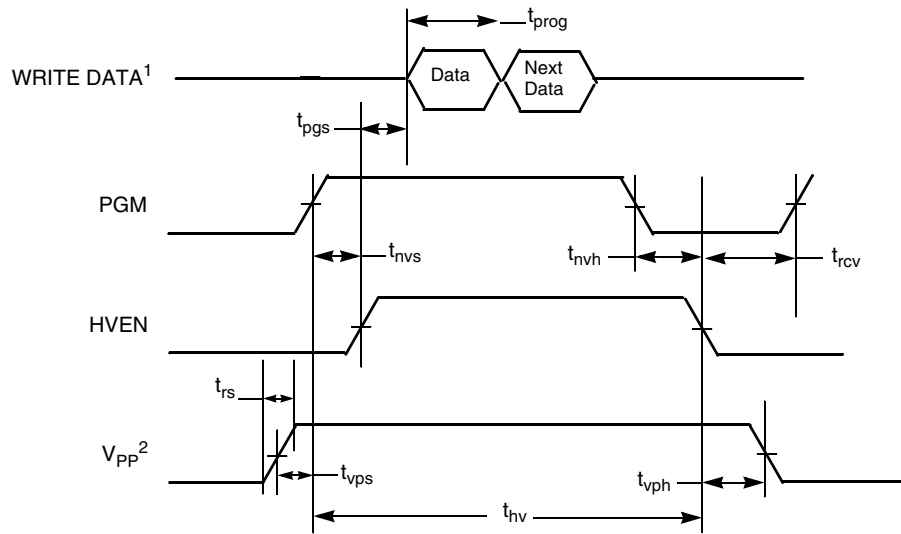 t_prog
WRITE DATA¹
Data
Next
Data
t_pgs
PGM
t_nvs
t_nvh
t_rcv
HVEN
t_rs
V_PP²
t_vps
t_vph
t_hv